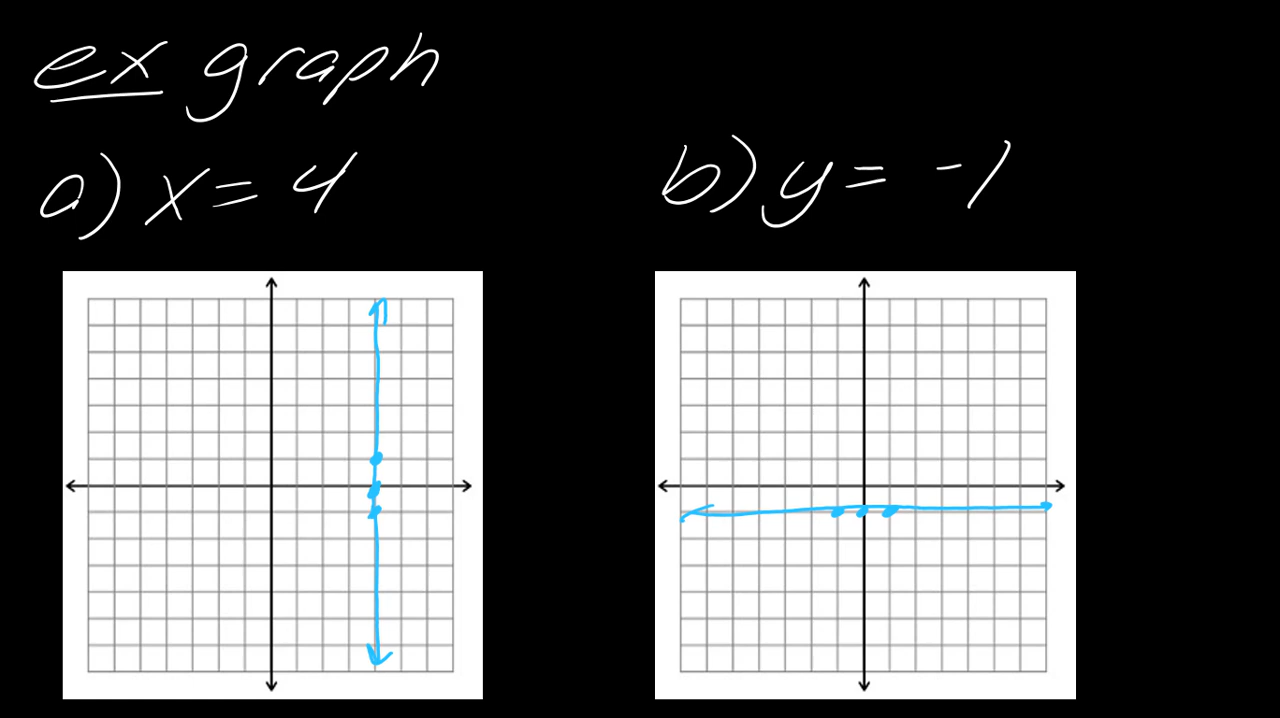 ex graph
a) x = 4
b) y = -1